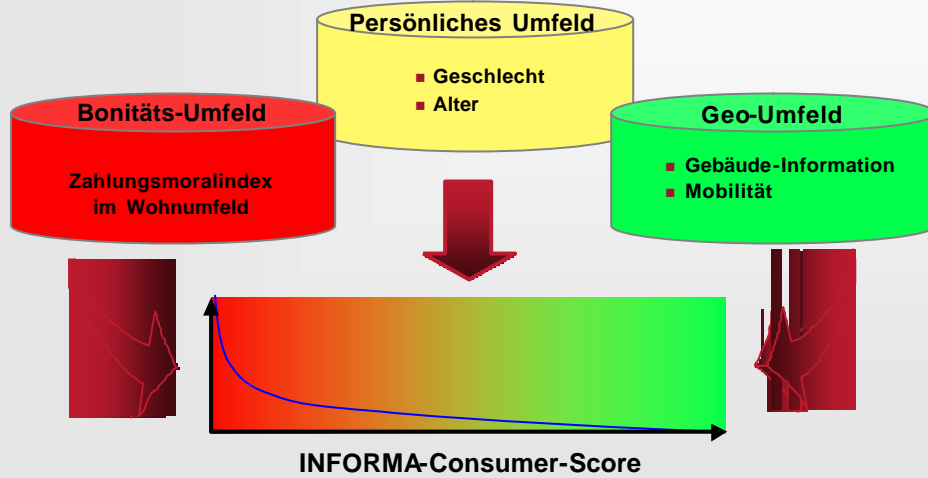 Persönliches Umfeld
Geschlecht
Alter
Bonitäts-Umfeld
Zahlungsmoralindex
im Wohnumfeld
Geo-Umfeld
Gebäude-Information
Mobilität
INFORMA-Consumer-Score